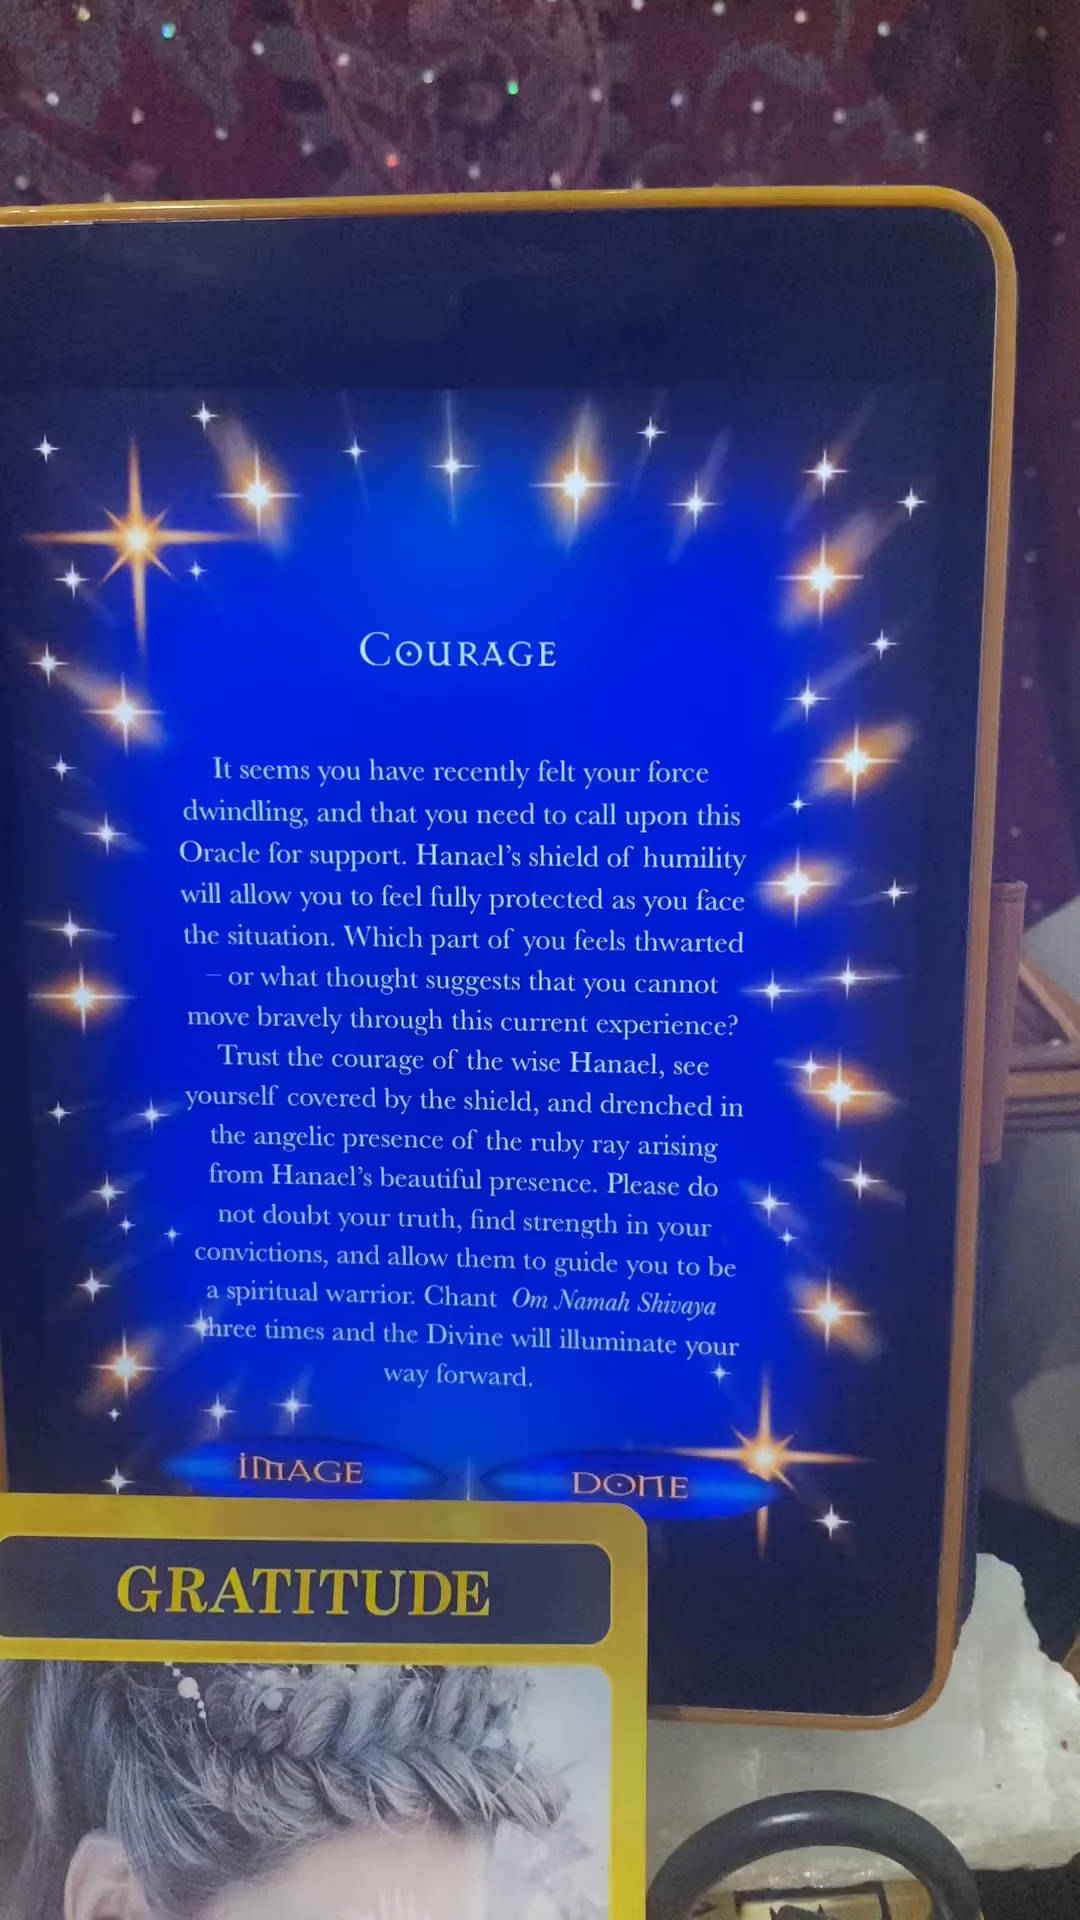 COURAGE
It seems you have recently felt your force
dwindling, and that you need to call upon this
Oracle for support. Hanael's shield of humility
will allow you to feel fully protected as you face
the situation. Which part of you feels thwarted
– or what thought suggests that you cannot
move bravely through this current experience?
Trust the courage of the wise Hanael, see
yourself covered by the shield, and drenched in
the angelic presence of the ruby ray arising
from Hanael's beautiful presence. Please do
not doubt your truth, find strength in your
convictions, and allow them to guide you to be
a spiritual warrior. Chant Om Namah Shivaya
three times and the Divine will illuminate your
way forward.
IMAGE DONE
GRATITUDE